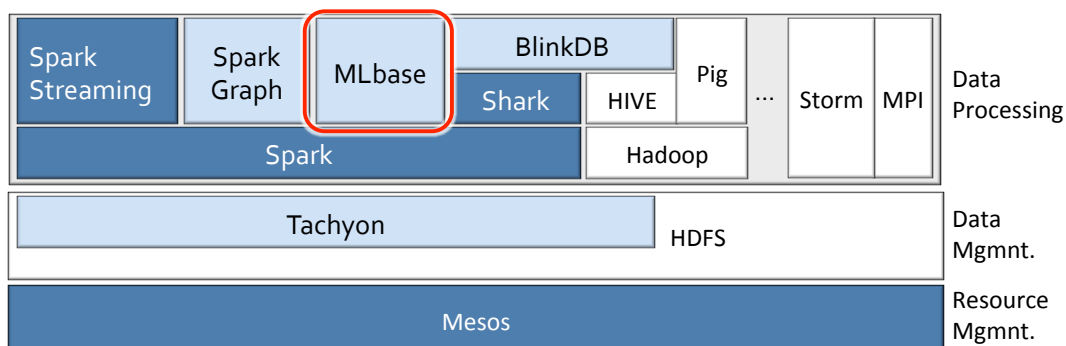 Spark
Streaming
Spark
Graph
MLbase
BlinkDB
Shark
HIVE
Pig
...
Storm
MPI
Data
Processing
Spark
Hadoop
Tachyon
HDFS
Data
Mgmnt.
Mesos
Resource
Mgmnt.